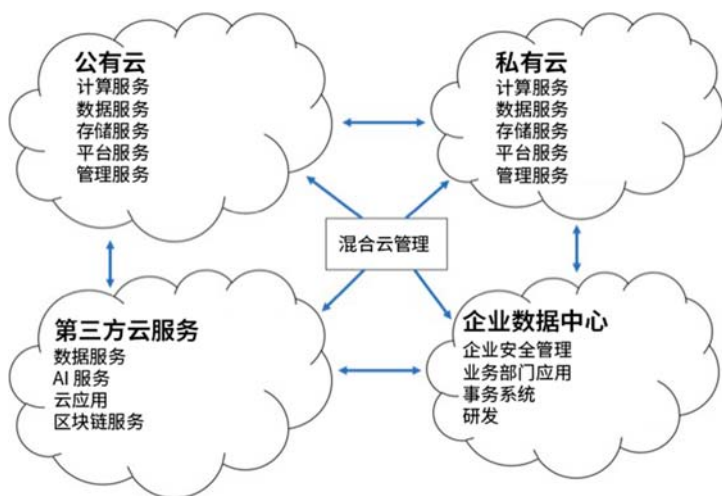 公有云
计算服务
数据服务
存储服务
平台服务
管理服务
私有云
计算服务
数据服务
存储服务
平台服务
管理服务
混合云管理
第三方云服务
数据服务
AI 服务
云应用
区块链服务
企业数据中心
企业安全管理
业务部门应用
事务系统
研发